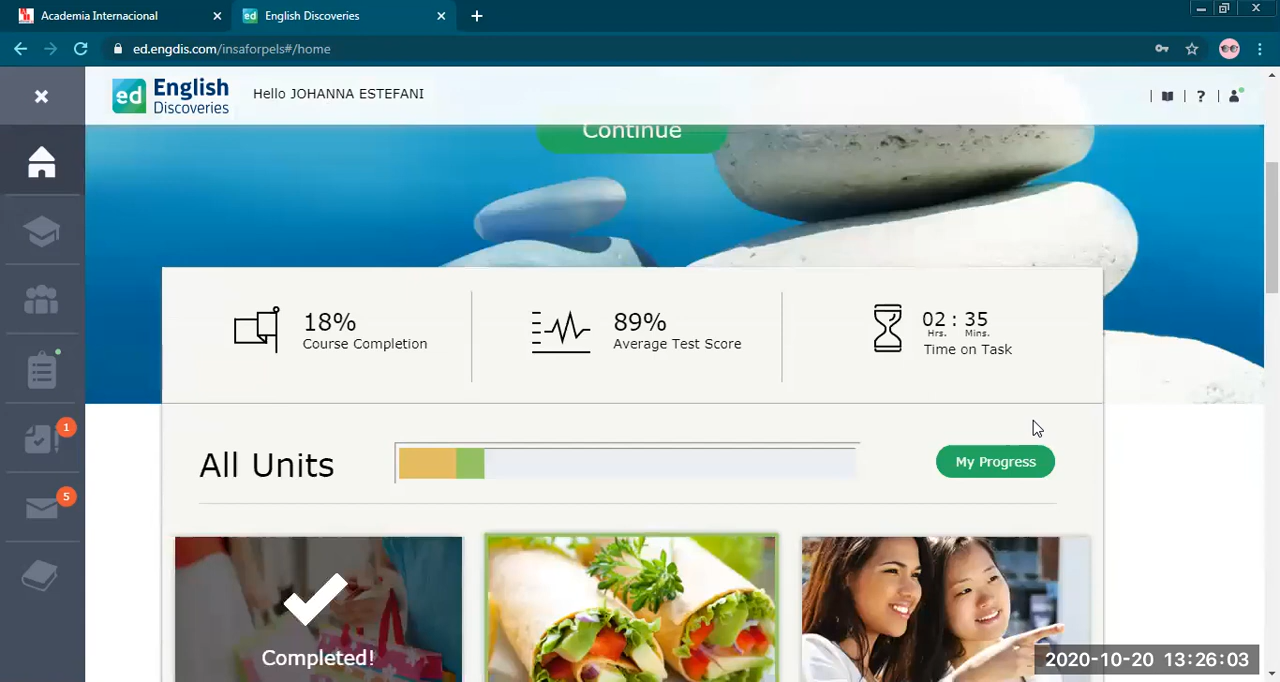 Academia Internacional
English Discoveries
ed.engdis.com/insaforpels#/home
ed English Discoveries
Hello JOHANNA ESTEFANI
?
Continue
18%
Course Completion
89%
Average Test Score
02 : 35
Hrs. Mins.
Time on Task
1
5
All Units
My Progress
Completed!
2020-10-20 13:26:03